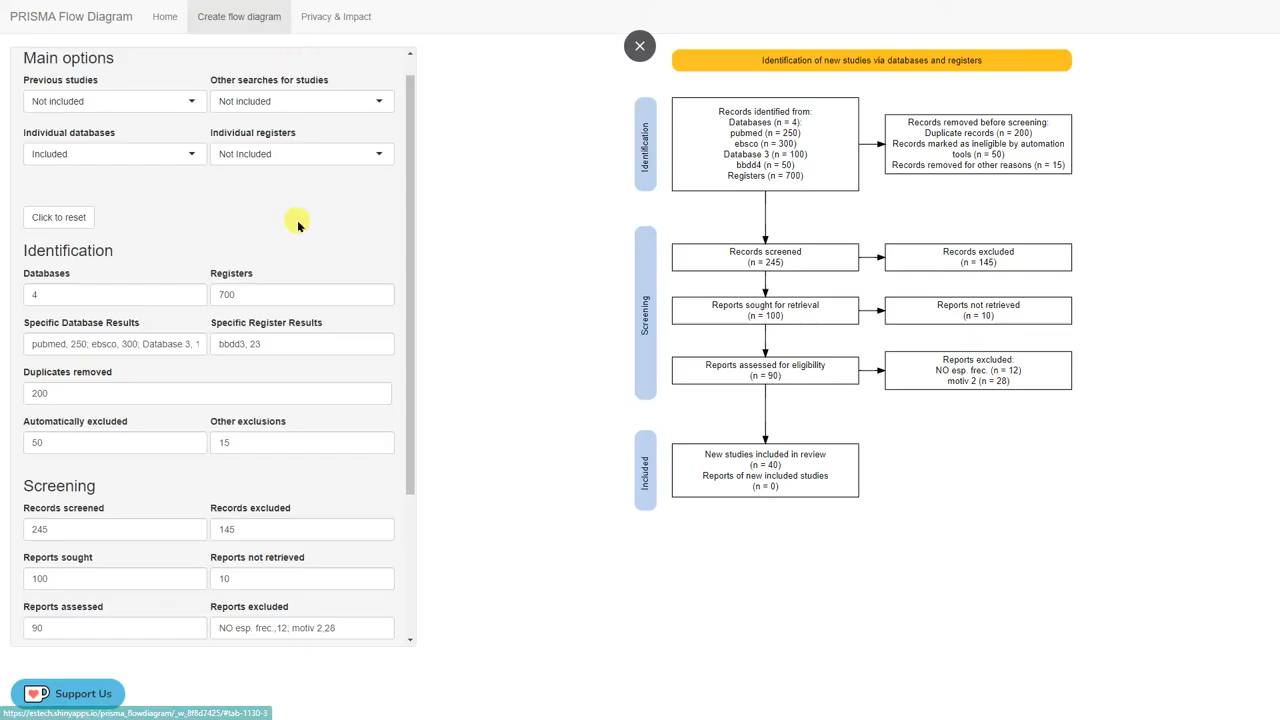 PRISMA Flow Diagram Home Create flow diagram Privacy & Impact
Main options
Previous studies Other searches for studies
Not included Not included
Individual databases Individual registers
Included Not Included
Click to reset
Identification
Databases Registers
4 700
Specific Database Results Specific Register Results
pubmed, 250; ebsco, 300; Database 3, 1 bbdd3, 23
Duplicates removed
200
Automatically excluded Other exclusions
50 15
Screening
Records screened Records excluded
245 145
Reports sought Reports not retrieved
100 10
Reports assessed Reports excluded
90 NO esp. frec.,12; motiv 2,28
Support Us
https://estech.shinyapps.io/prisma_flowdiagram/_w_8f8d7425/#tab-1130-3
Identification of new studies via databases and registers
Identification
Records identified from:
Databases (n = 4):
pubmed (n = 250)
ebsco (n = 300)
Database 3 (n = 100)
bbdd4 (n = 50)
Registers (n = 700)
Records removed before screening:
Duplicate records (n = 200)
Records marked as ineligible by automation
tools (n = 50)
Records removed for other reasons (n = 15)
Screening
Records screened
(n = 245)
Records excluded
(n = 145)
Reports sought for retrieval
(n = 100)
Reports not retrieved
(n = 10)
Reports assessed for eligibility
(n = 90)
Reports excluded:
NO esp. frec. (n = 12)
motiv 2 (n = 28)
Included
New studies included in review
(n = 40)
Reports of new included studies
(n = 0)